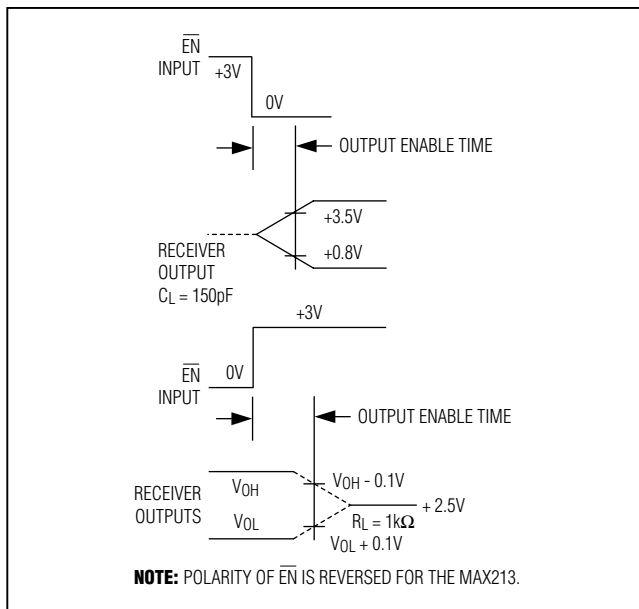 EN
INPUT
+3V
0V
OUTPUT ENABLE TIME
+3.5V
+0.8V
RECEIVER
OUTPUT
CL = 150pF
+3V
0V
EN
INPUT
OUTPUT ENABLE TIME
RECEIVER
OUTPUTS
VOH
VOL
VOH - 0.1V
+ 2.5V
RL = 1kΩ
VOL + 0.1V
NOTE: POLARITY OF EN IS REVERSED FOR THE MAX213.